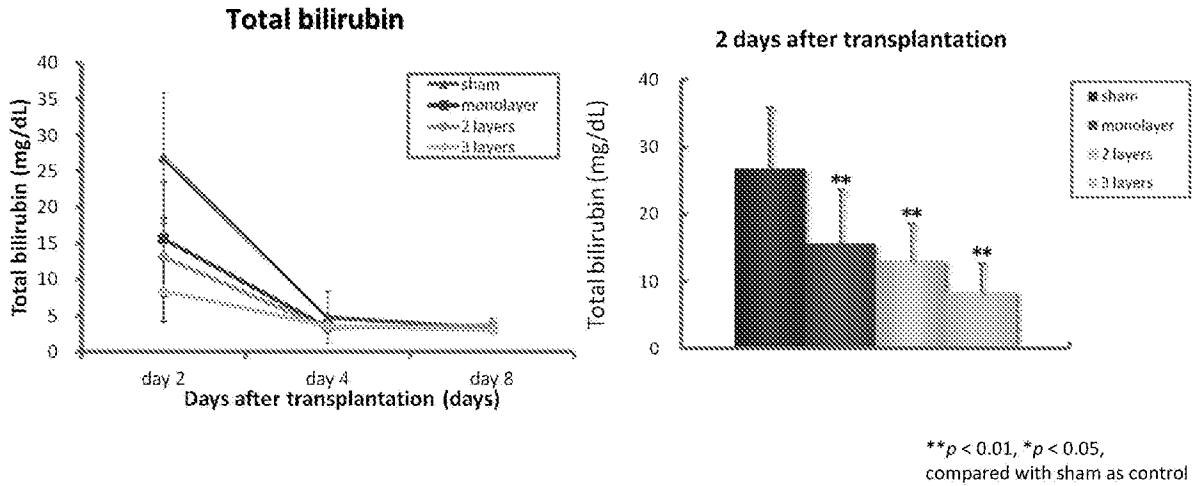 Total bilirubin
Total bilirubin (mg/dL)
40
35
30
25
20
15
10
5
0
sham
monolayer
2 layers
3 layers
day 2
day 4
day 8
Days after transplantation (days)
2 days after transplantation
Total bilirubin (mg/dL)
40
30
20
10
0
**
**
**
sham
monolayer
2 layers
3 layers
**p < 0.01, *p < 0.05,
compared with sham as control